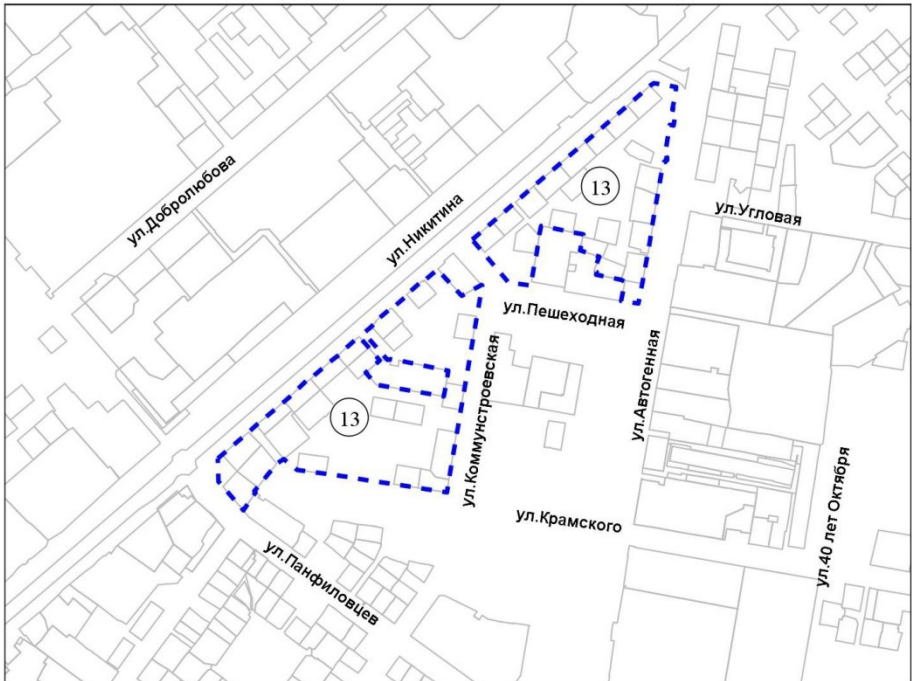 ул.Добролюбова
ул.Никитина
13
ул.Угловая
ул.Пешеходная
ул.Автогенная
ул.Коммунстроевская
13
ул.Крамского
ул.40 лет Октября
ул.Панфиловцев